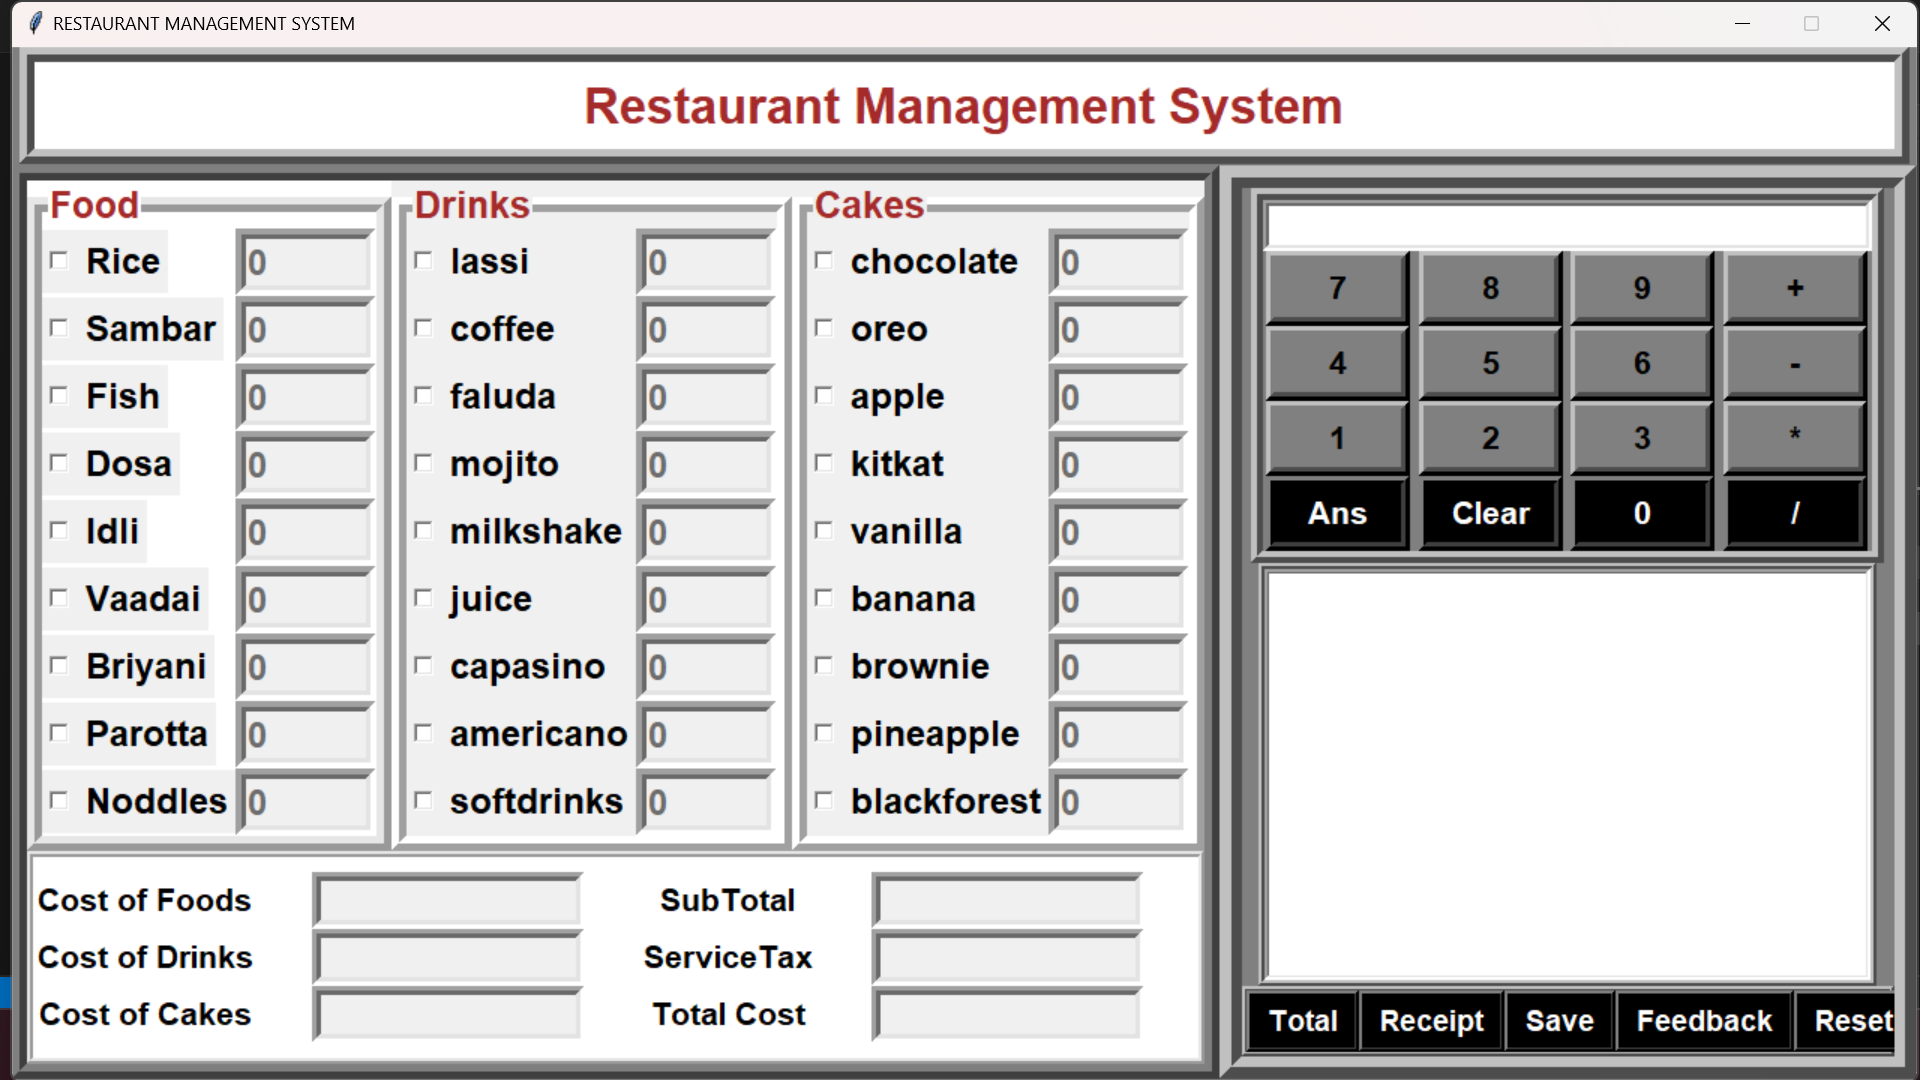 RESTAURANT MANAGEMENT SYSTEM
Restaurant Management System
Food
Rice 0
Sambar 0
Fish 0
Dosa 0
Idli 0
Vaadai 0
Briyani 0
Parotta 0
Noddles 0
Drinks
lassi 0
coffee 0
faluda 0
mojito 0
milkshake 0
juice 0
capasino 0
americano 0
softdrinks 0
Cakes
chocolate 0
oreo 0
apple 0
kitkat 0
vanilla 0
banana 0
brownie 0
pineapple 0
blackforest 0
Cost of Foods
Cost of Drinks
Cost of Cakes
SubTotal
ServiceTax
Total Cost
7 8 9 +
4 5 6 -
1 2 3 *
Ans Clear 0 /
Total Receipt Save Feedback Reset